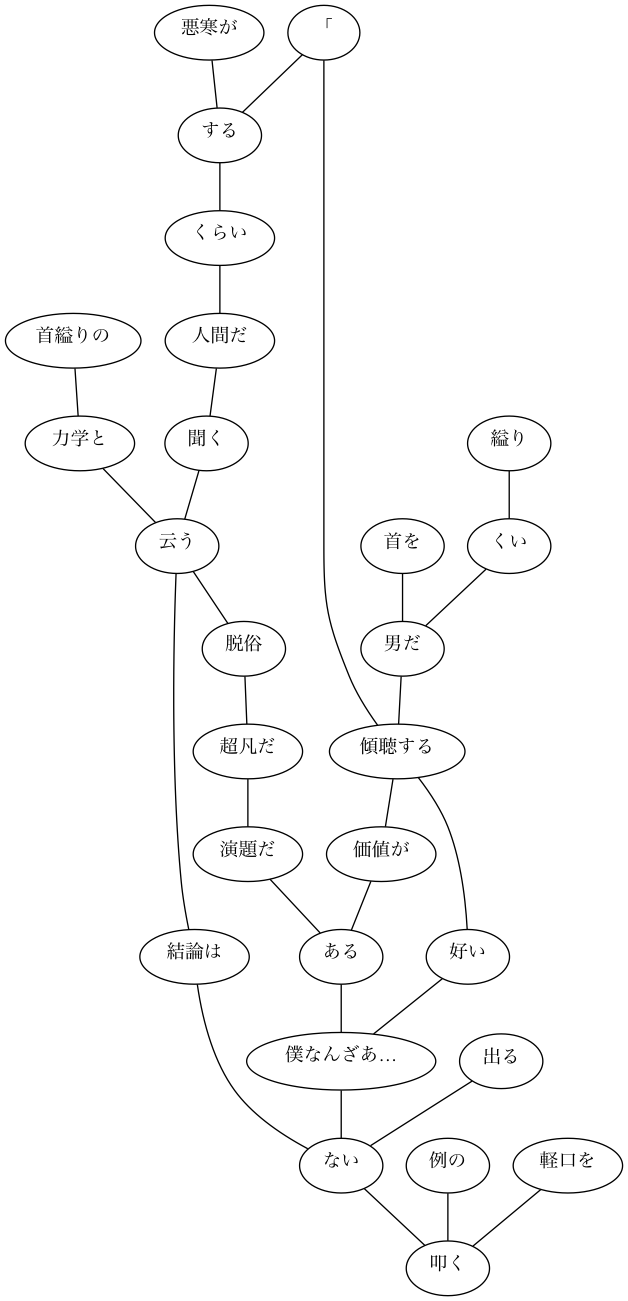 悪寒が
「
する
くらい
首縊りの
人間だ
力学と
聞く
縊り
云う
首を
くい
脱俗
男だ
超凡だ
傾聴する
演題だ
価値が
結論は
ある
好い
僕なんざあ…
出る
ない
例の
軽口を
叩く